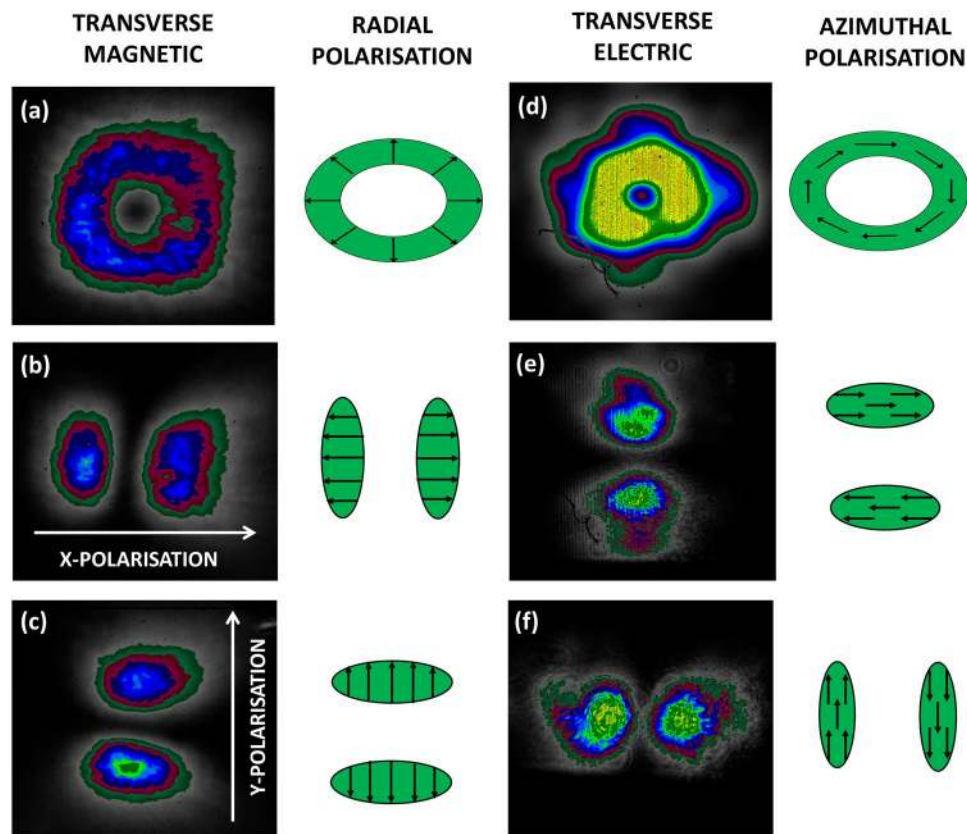 TRANSVERSE
MAGNETIC
RADIAL
POLARISATION
TRANSVERSE
ELECTRIC
AZIMUTHAL
POLARISATION
(a)
(d)
(b)
X-POLARISATION
(e)
(c)
Y-POLARISATION
(f)